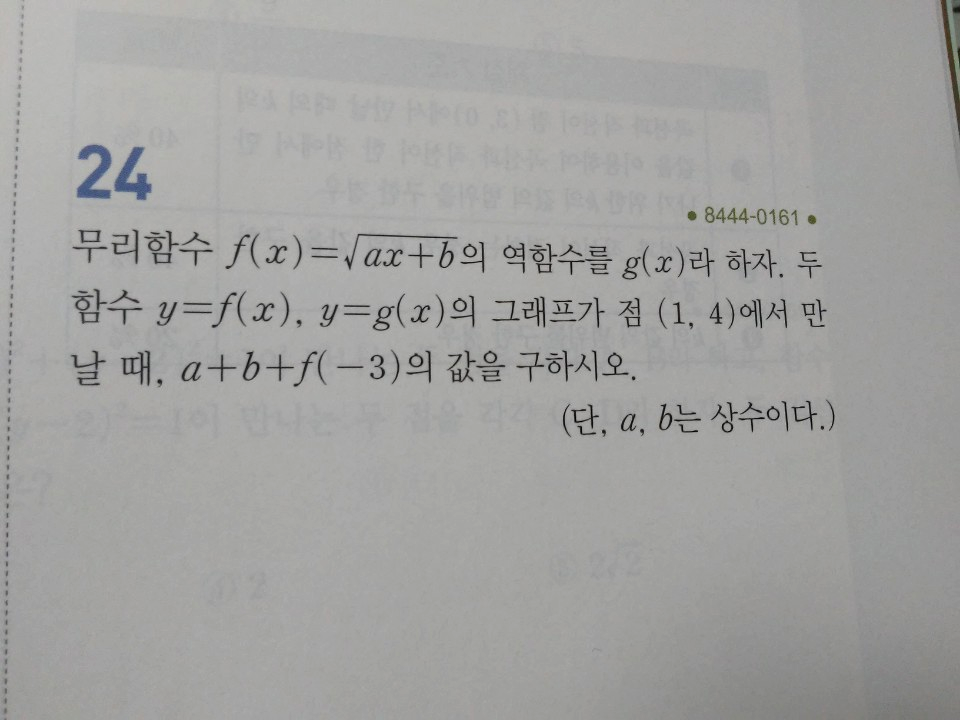 24
• 8444-0161 •
무리함수 f(x)=√(ax+b)의 역함수를 g(x)라 하자. 두
함수 y=f(x), y=g(x)의 그래프가 점 (1, 4)에서 만
날 때, a+b+f(-3)의 값을 구하시오.
(단, a, b는 상수이다.)